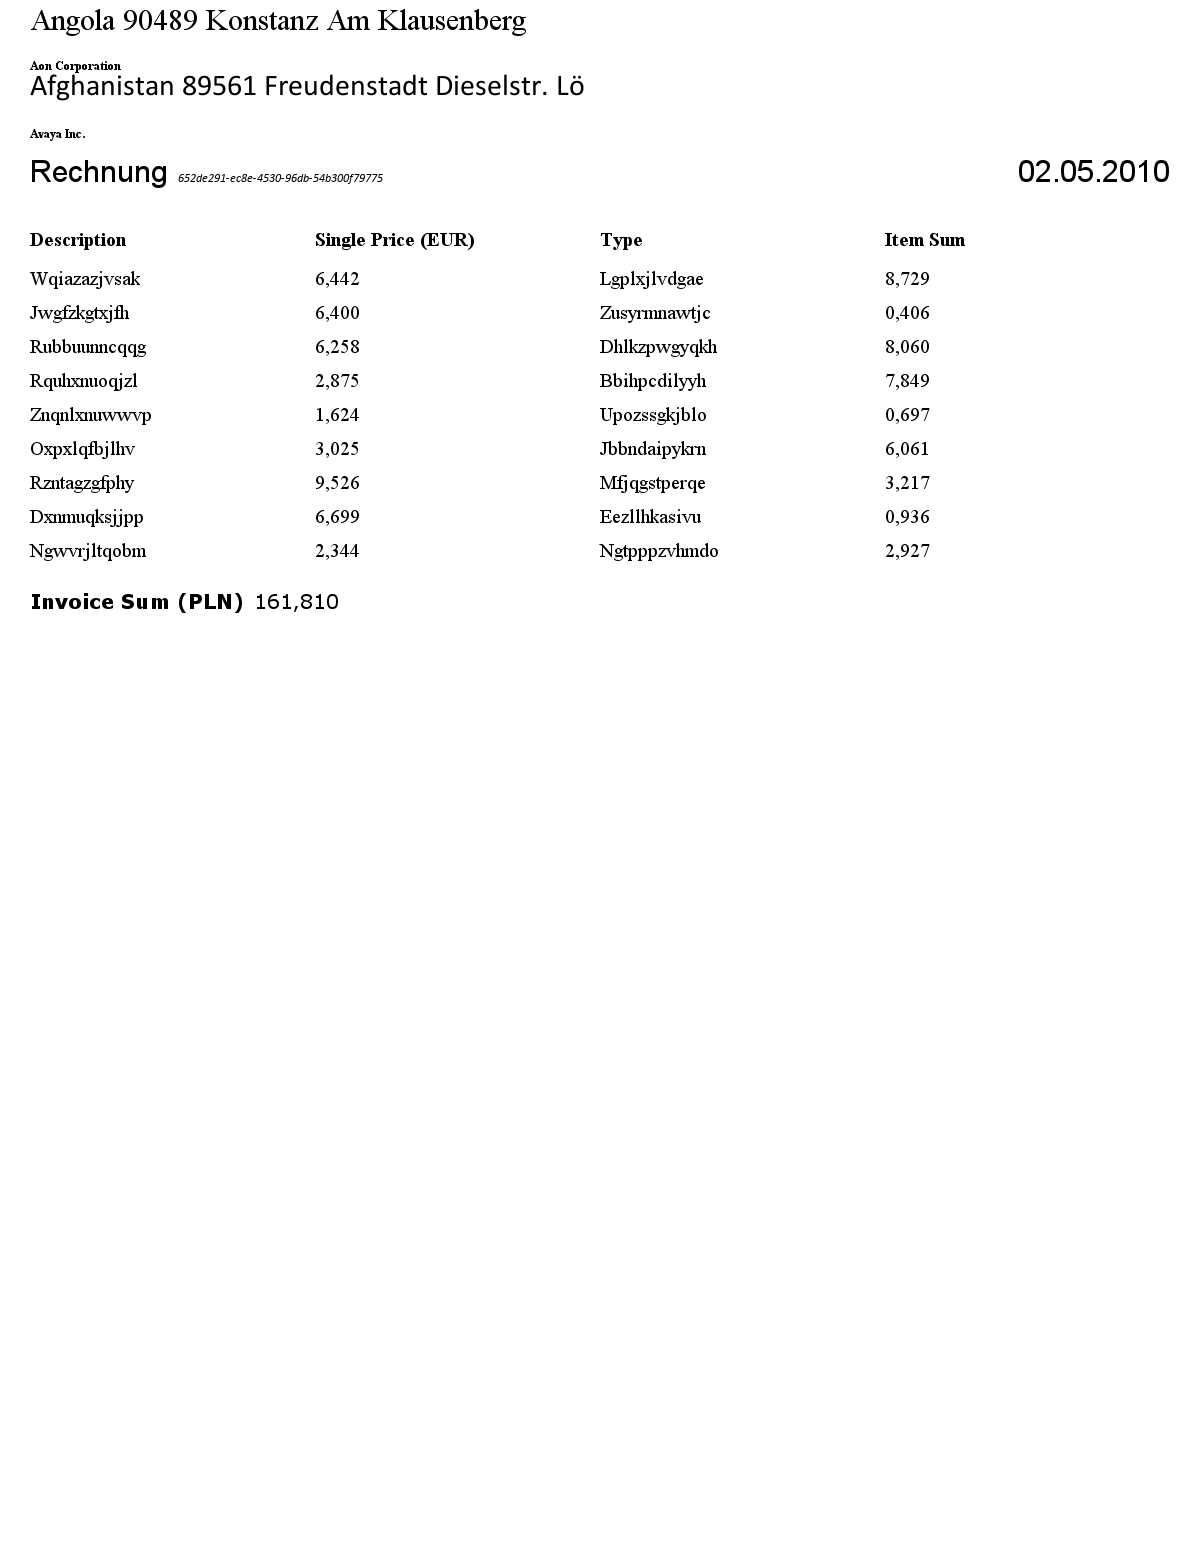 Angola 90489 Konstanz Am Klausenberg
Aon Corporation
Afghanistan 89561 Freudenstadt Dieselstr. Lö
Avaya Inc.
Rechnung 652de291-ec8e-4530-96db-54b300f79775 02.05.2010
Description Single Price (EUR) Type Item Sum
Wqiazazjvsak 6,442 Lgplxjlvdgae 8,729
Jwgfzkgtxjfh 6,400 Zusyrmnawtjc 0,406
Rubbuunncqqg 6,258 Dhlkzpwgyqkh 8,060
Rquhxnuoqjzl 2,875 Bbihpcdilyyh 7,849
Znqnlxnuwwvp 1,624 Upozssgkjblo 0,697
Oxpxlqfbjlhv 3,025 Jbbndaipykrn 6,061
Rzntagzgfphy 9,526 Mfjqgstperqe 3,217
Dxnmuqksjjpp 6,699 Eezllhkasivu 0,936
Ngwvrjltqobm 2,344 Ngtpppzvhmdo 2,927
Invoice Sum (PLN) 161,810